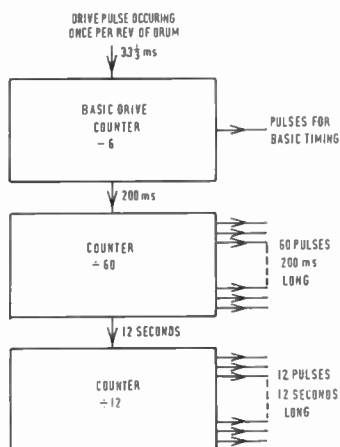 DRIVE PULSE OCCURING
ONCE PER REV OF DRUM
33⅓ ms
BASIC DRIVE
COUNTER
÷6
PULSES FOR
BASIC TIMING
200 ms
COUNTER
÷60
60 PULSES
200 ms
LONG
12 SECONDS
COUNTER
÷12
12 PULSES
12 SECONDS
LONG